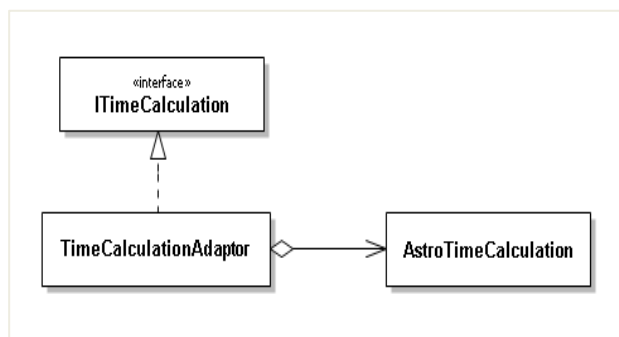 «interface»
ITimeCalculation
TimeCalculationAdaptor
AstroTimeCalculation